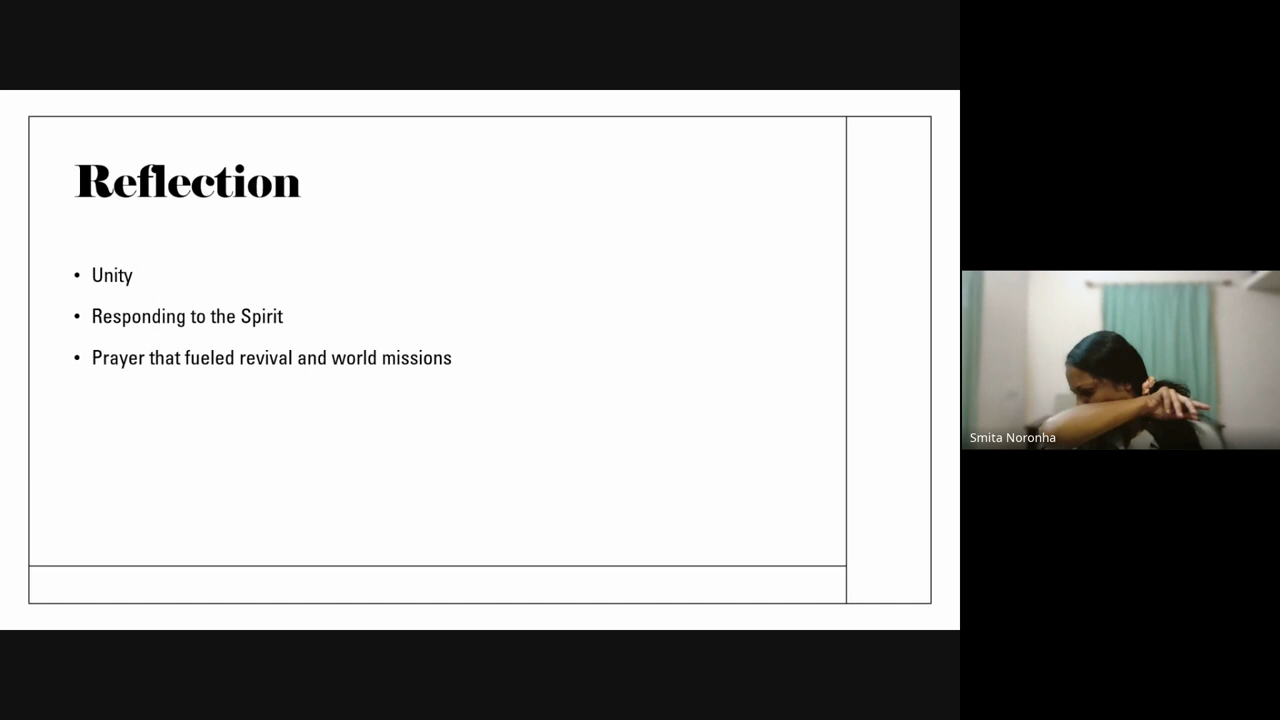 Reflection
• Unity
• Responding to the Spirit
• Prayer that fueled revival and world missions
Smita Noronha